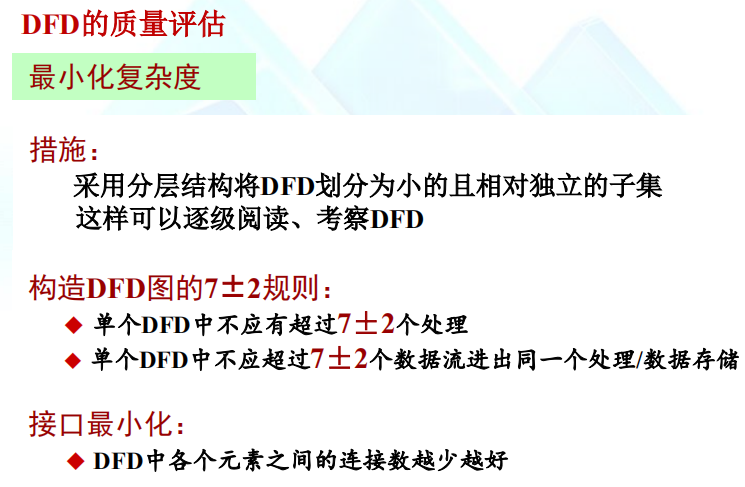 DFD的质量评估
最小化复杂度
措施：
采用分层结构将DFD划分为小的且相对独立的子集
这样可以逐级阅读、考察DFD
构造DFD图的7±2规则：
◆ 单个DFD中不应有超过7±2个处理
◆ 单个DFD中不应超过7±2个数据流进出同一个处理/数据存储
接口最小化：
◆ DFD中各个元素之间的连接数越少越好